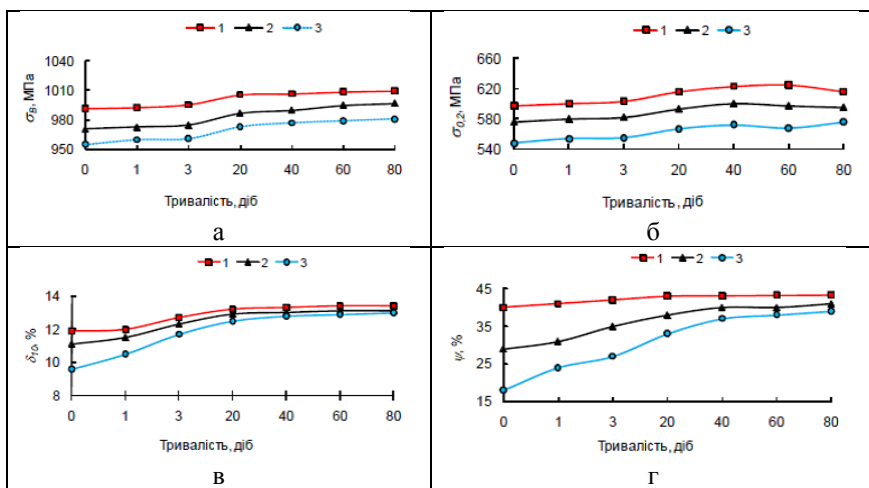 1 2 3
1040
1010
980
950
σВ, МПа
0 1 3 20 40 60 80
Тривалість, діб
а
1 2 3
660
620
580
540
σ0,2, МПа
0 1 3 20 40 60 80
Тривалість, діб
б
1 2 3
14
12
10
8
δ10, %
0 1 3 20 40 60 80
Тривалість, діб
в
1 2 3
45
35
25
15
ψ, %
0 1 3 20 40 60 80
Тривалість, діб
г